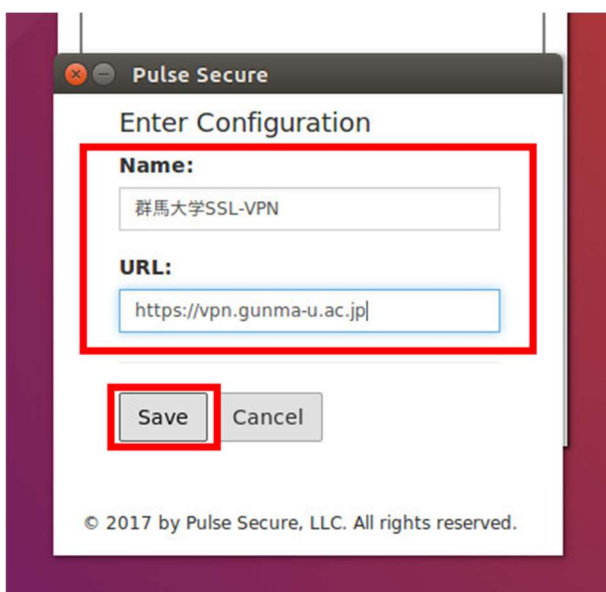 Pulse Secure
Enter Configuration
Name:
群馬大学SSL-VPN
URL:
https://vpn.gunma-u.ac.jp
Save
Cancel
© 2017 by Pulse Secure, LLC. All rights reserved.